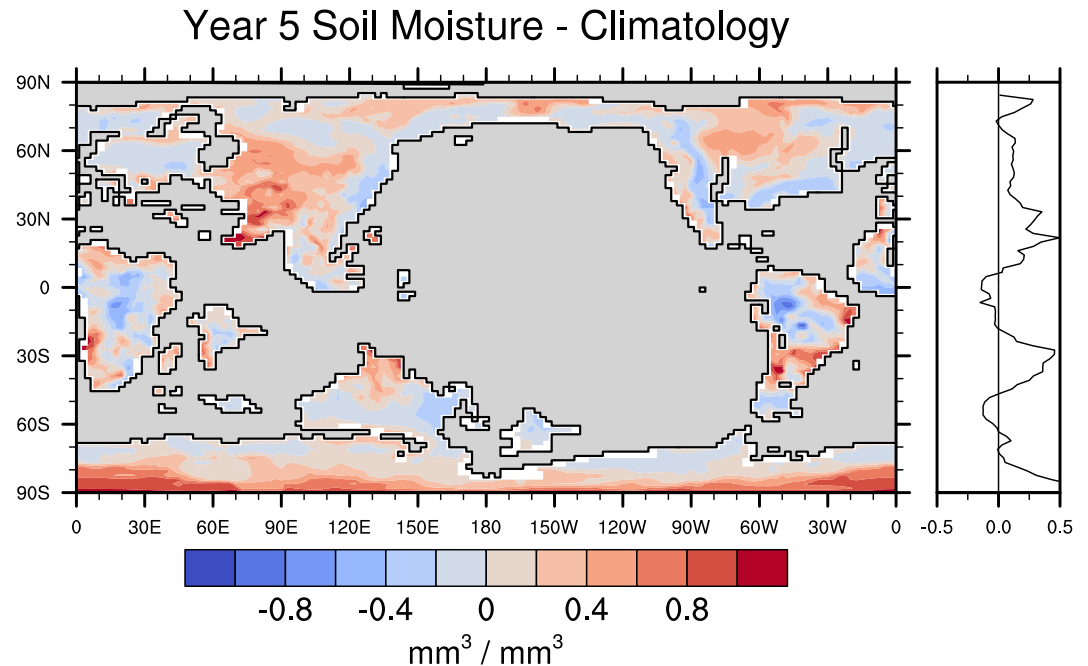 Year 5 Soil Moisture - Climatology
90N
60N
30N
0
30S
60S
90S
0 30E 60E 90E 120E 150E 180 150W 120W 90W 60W 30W 0
-0.5 0.0 0.5
-0.8 -0.4 0 0.4 0.8
mm³ / mm³